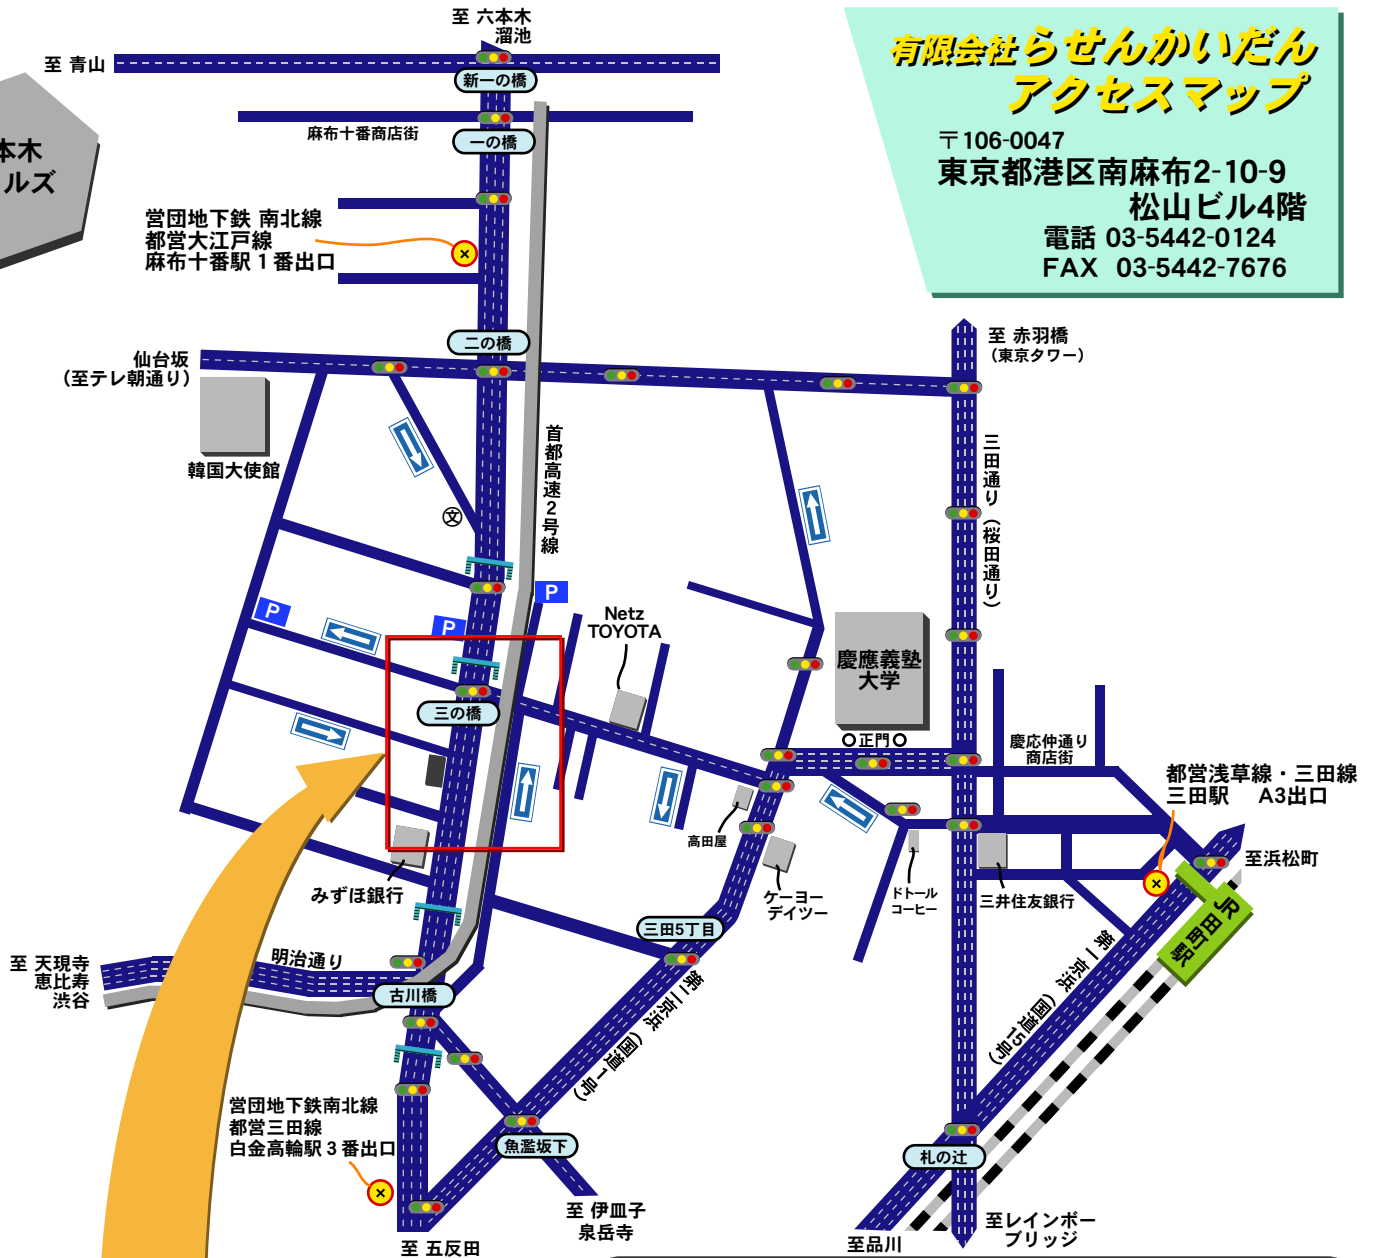 至 六本木
溜池
至 青山
新一の橋
麻布十番商店街
一の橋
本木
ルズ
営団地下鉄 南北線
都営大江戸線
麻布十番駅 1 番出口
有限会社らせんかいだん
アクセスマップ
〒106-0047
東京都港区南麻布2-10-9
松山ビル4階
電話 03-5442-0124
FAX 03-5442-7676
二の橋
仙台坂
（至テレ朝通り）
韓国大使館
至 赤羽橋
（東京タワー）
首都高速2号線
三田通り（桜田通り）
文
P
P
P
Netz
TOYOTA
慶應義塾
大学
正門
三の橋
慶応仲通り
商店街
都営浅草線・三田線
三田駅 A3出口
至浜松町
高田屋
ケーヨー
デイツー
ドトール
コーヒー
三井住友銀行
みずほ銀行
JR
田町駅
三田5丁目
第一京浜（国道15号）
第二京浜（国道1号）
明治通り
至 天現寺
恵比寿
渋谷
古川橋
営団地下鉄南北線
都営三田線
白金高輪駅 3 番出口
魚濫坂下
札の辻
至 伊皿子
泉岳寺
至 五反田
至品川
至レインボー
ブリッジ